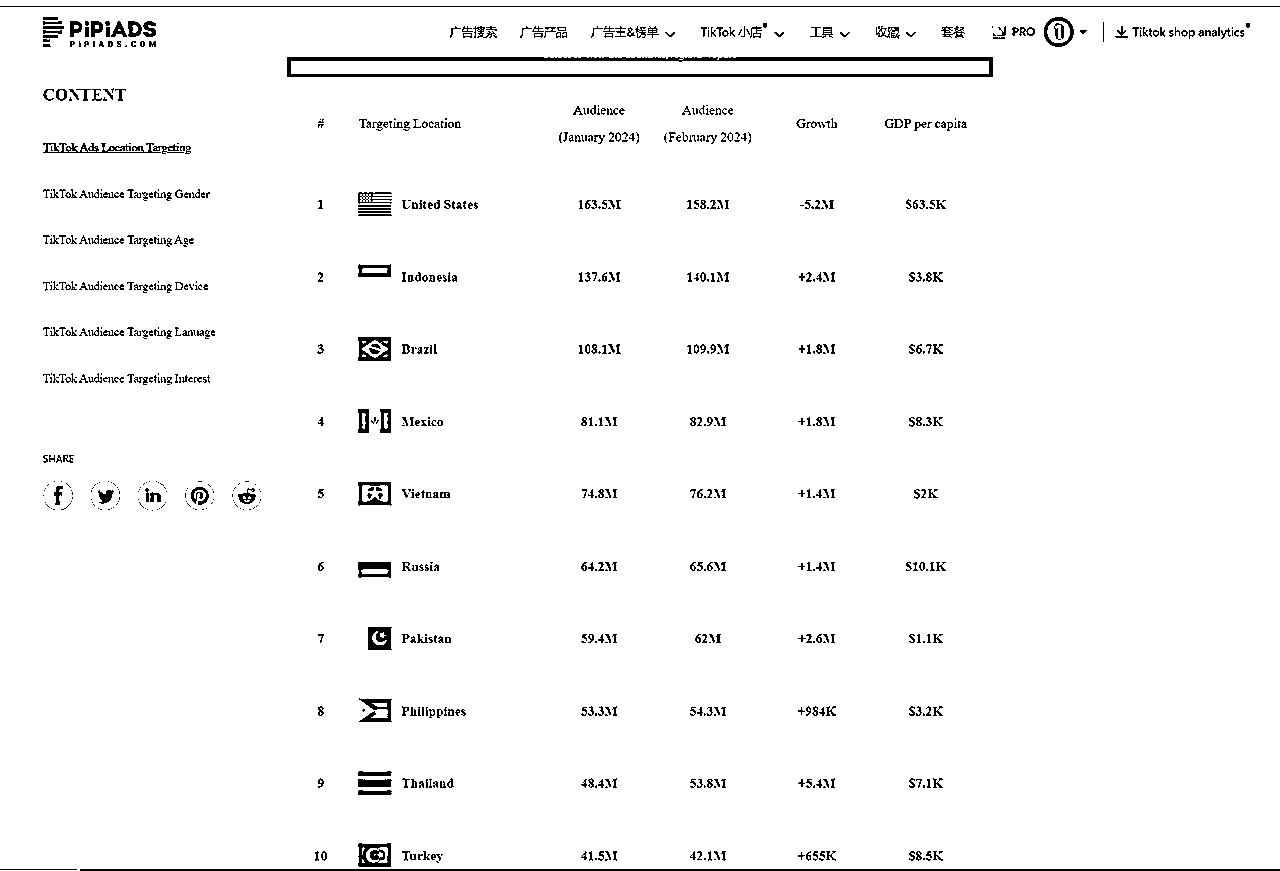 PiPiADS
PIPIADS.COM
广告搜索 广告产品 广告主&榜单 TikTok 小店 工具 收藏 套餐 PRO Tiktok shop analytics
CONTENT
TikTok Ads Location Targeting
TikTok Audience Targeting Gender
TikTok Audience Targeting Age
TikTok Audience Targeting Device
TikTok Audience Targeting Lanuage
TikTok Audience Targeting Interest
SHARE
# Targeting Location Audience (January 2024) Audience (February 2024) Growth GDP per capita
1 United States 163.5M 158.2M -5.2M $63.5K
2 Indonesia 137.6M 140.1M +2.4M $3.8K
3 Brazil 108.1M 109.9M +1.8M $6.7K
4 Mexico 81.1M 82.9M +1.8M $8.3K
5 Vietnam 74.8M 76.2M +1.4M $2K
6 Russia 64.2M 65.6M +1.4M $10.1K
7 Pakistan 59.4M 62M +2.6M $1.1K
8 Philippines 53.3M 54.3M +984K $3.2K
9 Thailand 48.4M 53.8M +5.4M $7.1K
10 Turkey 41.5M 42.1M +655K $8.5K